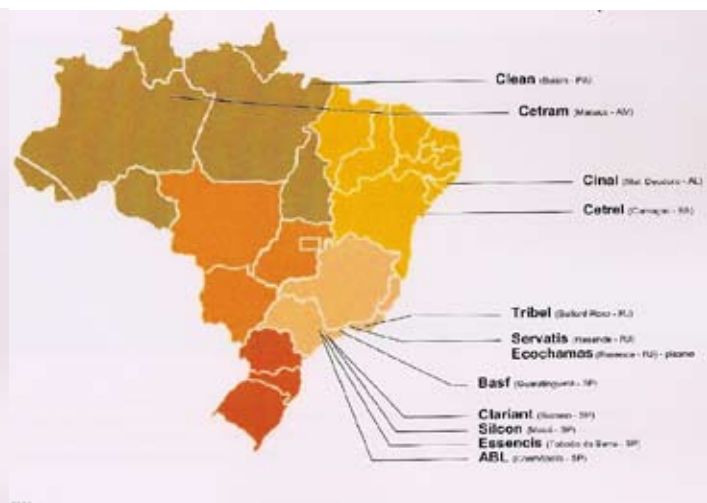 Clean (Belém - PA)
Cetram (Manaus - AM)
Cinal (Mal. Deodoro - AL)
Cetrel (Camaçari - BA)
Tribel (Belford Roxo - RJ)
Servatis (Resende - RJ)
Ecochamas (Resende - RJ) -
Basf (Guaratinguetá - SP)
Clariant (Suzano - SP)
Silcon (Mauá - SP)
Essencis (Taboão da Serra - SP)
ABL (Cosmópolis - SP)